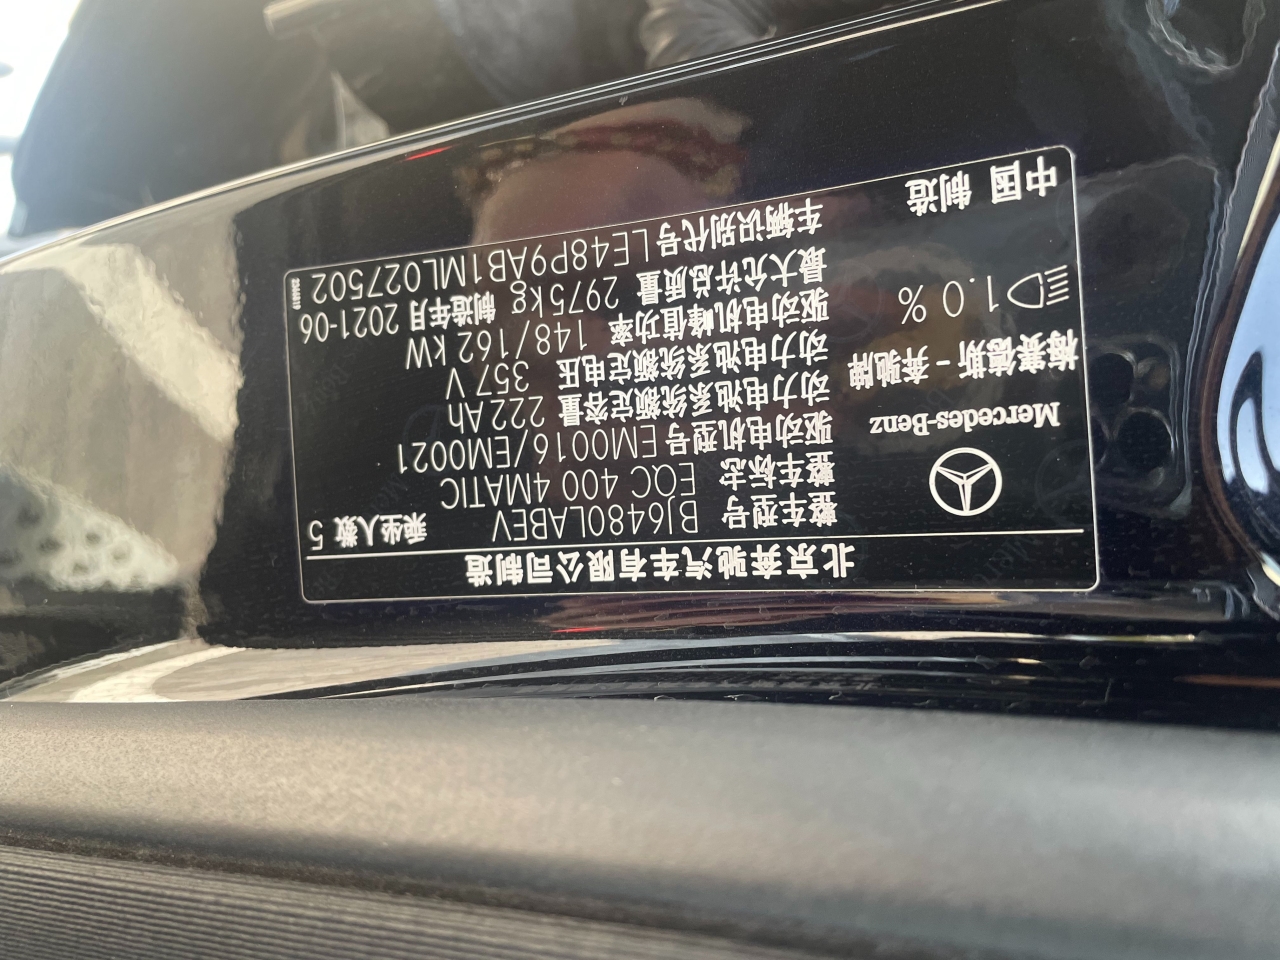 北京奔驰汽车有限公司制造
整车型号 BJ6480LABEV 乘坐人数 5
整车标志 EQC 400 4MATIC
驱动电机型号 EM0016/EM0021
动力电池系统额定容量 222Ah
动力电池系统额定电压 357 V
驱动电机峰值功率 148/162 kW
最大允许总质量 2975kg 制造年月 2021-06
车辆识别代号 LE48P9AB1ML027502
Mercedes-Benz
梅赛德斯-奔驰牌
1.0 %
中国 制造